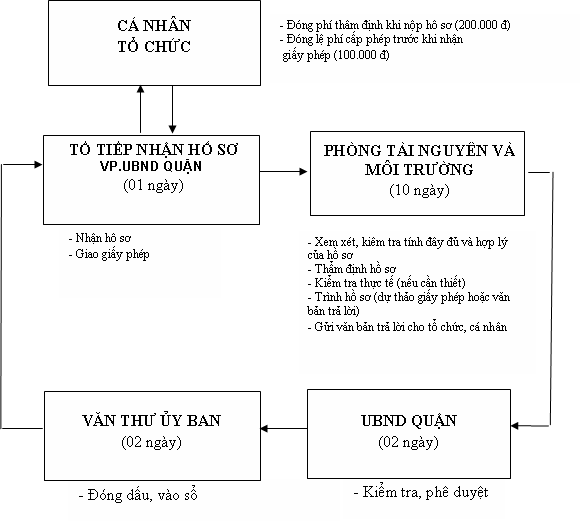 CÁ NHÂN
TỔ CHỨC
- Đóng phí thẩm định khi nộp hồ sơ (200.000 đ)
- Đóng lệ phí cấp phép trước khi nhận
giấy phép (100.000 đ)
TỔ TIẾP NHẬN HỒ SƠ
VP.UBND QUẬN
(01 ngày)
- Nhận hồ sơ
- Giao giấy phép
PHÒNG TÀI NGUYÊN VÀ
MÔI TRƯỜNG
(10 ngày)
- Xem xét, kiểm tra tính đầy đủ và hợp lý
của hồ sơ
- Thẩm định hồ sơ
- Kiểm tra thực tế (nếu cần thiết)
- Trình hồ sơ (dự thảo giấy phép hoặc văn
bản trả lời)
- Gửi văn bản trả lời cho tổ chức, cá nhân
VĂN THƯ ỦY BAN
(02 ngày)
- Đóng dấu, vào sổ
UBND QUẬN
(02 ngày)
- Kiểm tra, phê duyệt